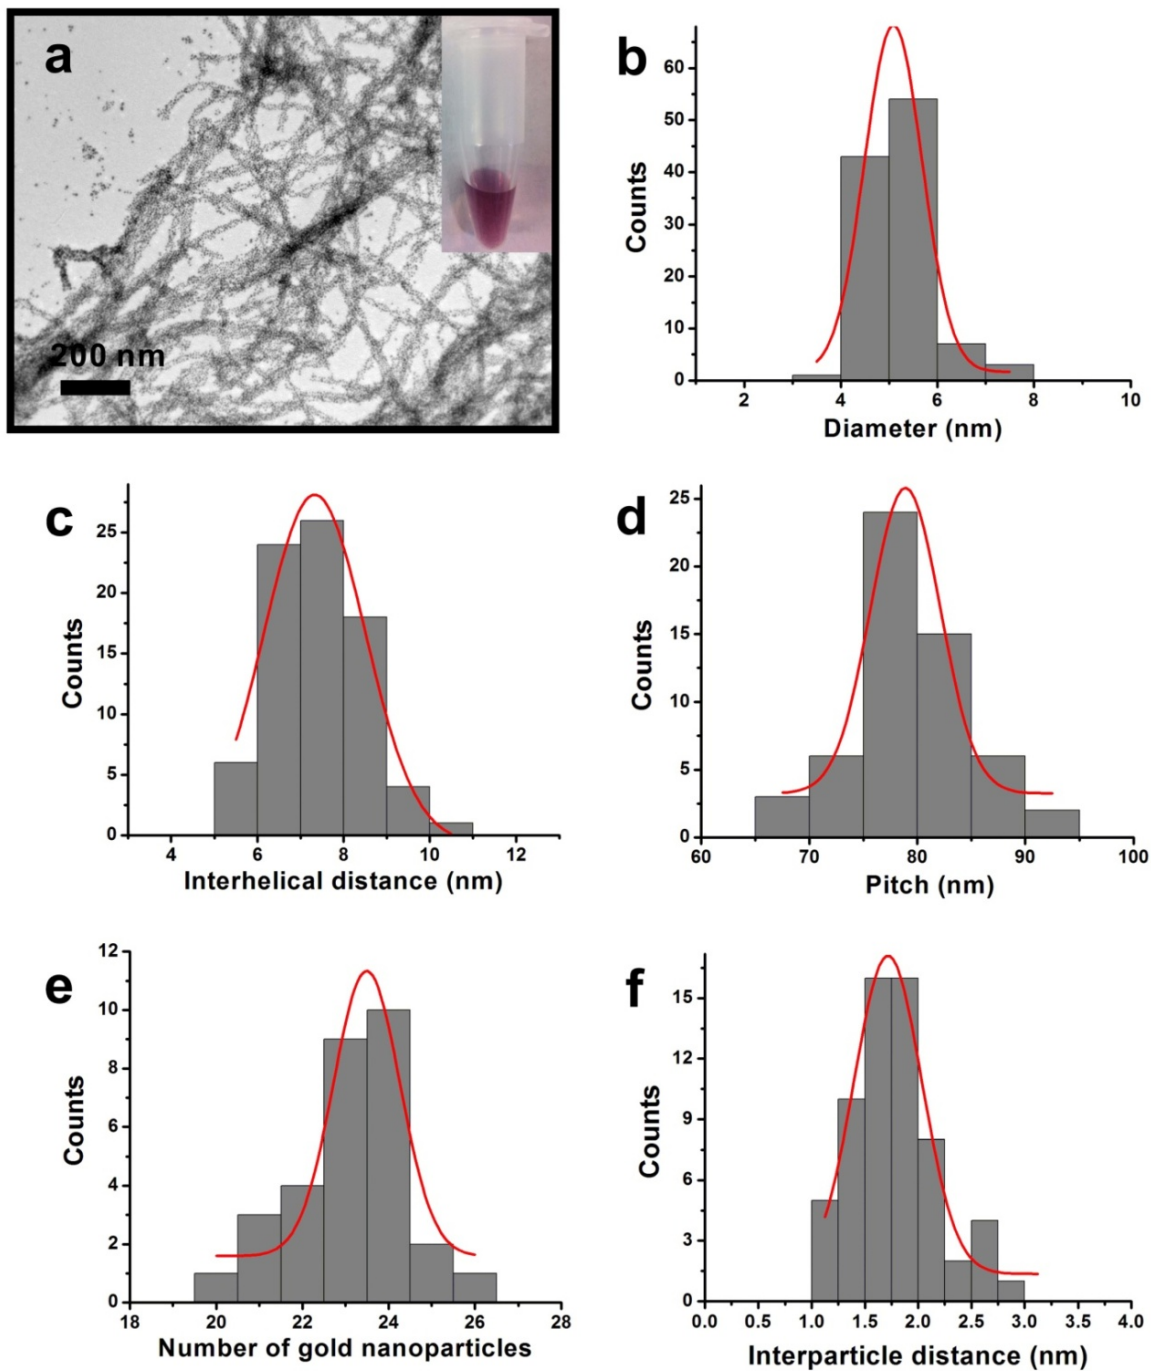 a
200 nm
b
60
50
40
30
20
10
0
Counts
2 4 6 8 10
Diameter (nm)
c
25
20
15
10
5
0
Counts
4 6 8 10 12
Interhelical distance (nm)
d
25
20
15
10
5
0
Counts
60 70 80 90 100
Pitch (nm)
e
12
10
8
6
4
2
0
Counts
18 20 22 24 26 28
Number of gold nanoparticles
f
15
12
9
6
3
0
Counts
0.0 0.5 1.0 1.5 2.0 2.5 3.0 3.5 4.0
Interparticle distance (nm)